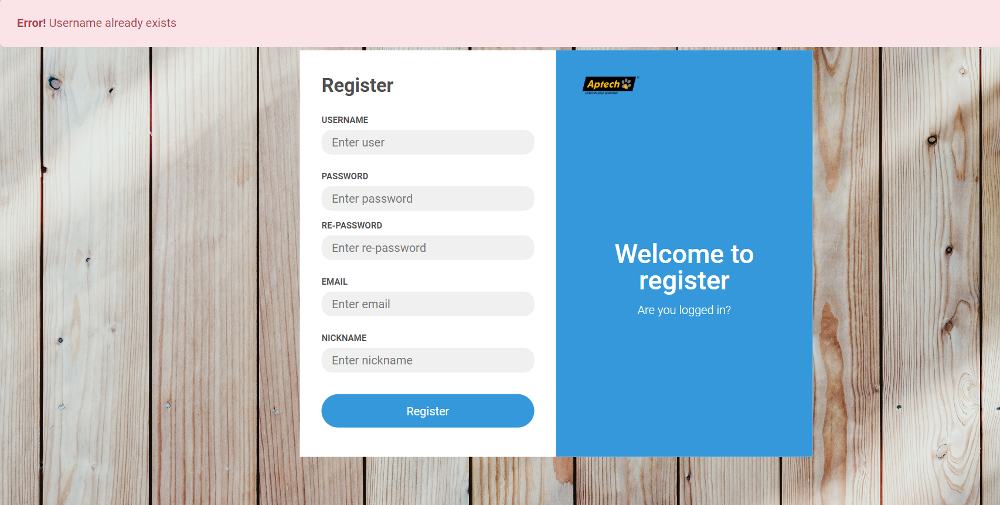 Error! Username already exists
Register
USERNAME
Enter user
PASSWORD
Enter password
RE-PASSWORD
Enter re-password
EMAIL
Enter email
NICKNAME
Enter nickname
Register
Aptech
Unleash your potential
Welcome to
register
Are you logged in?